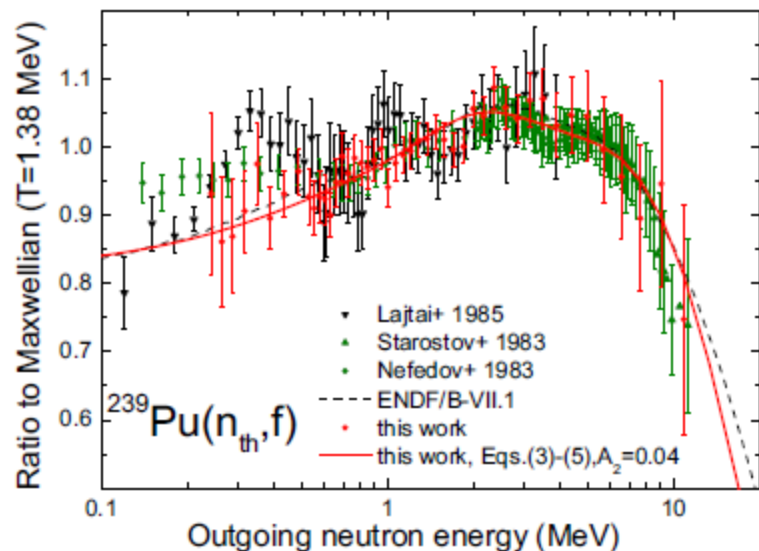 Ratio to Maxwellian (T=1.38 MeV)
1.1
1.0
0.9
0.8
0.7
0.6
Lajtai+ 1985
Starostov+ 1983
Nefedov+ 1983
ENDF/B-VII.1
this work
this work, Eqs.(3)-(5),A₂=0.04
²³⁹Pu(nₜₕ,f)
0.1
1
10
Outgoing neutron energy (MeV)